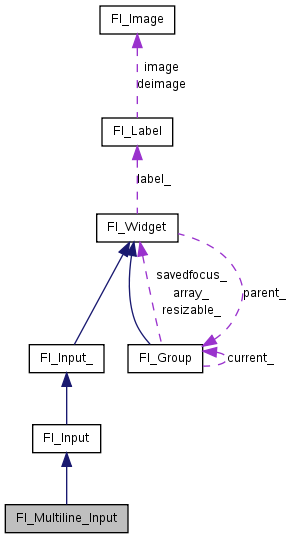 Fl_Image
image
deimage
Fl_Label
label_
Fl_Widget
savedfocus_
array_
resizable_
parent_
Fl_Input_
Fl_Group
current_
Fl_Input
Fl_Multiline_Input